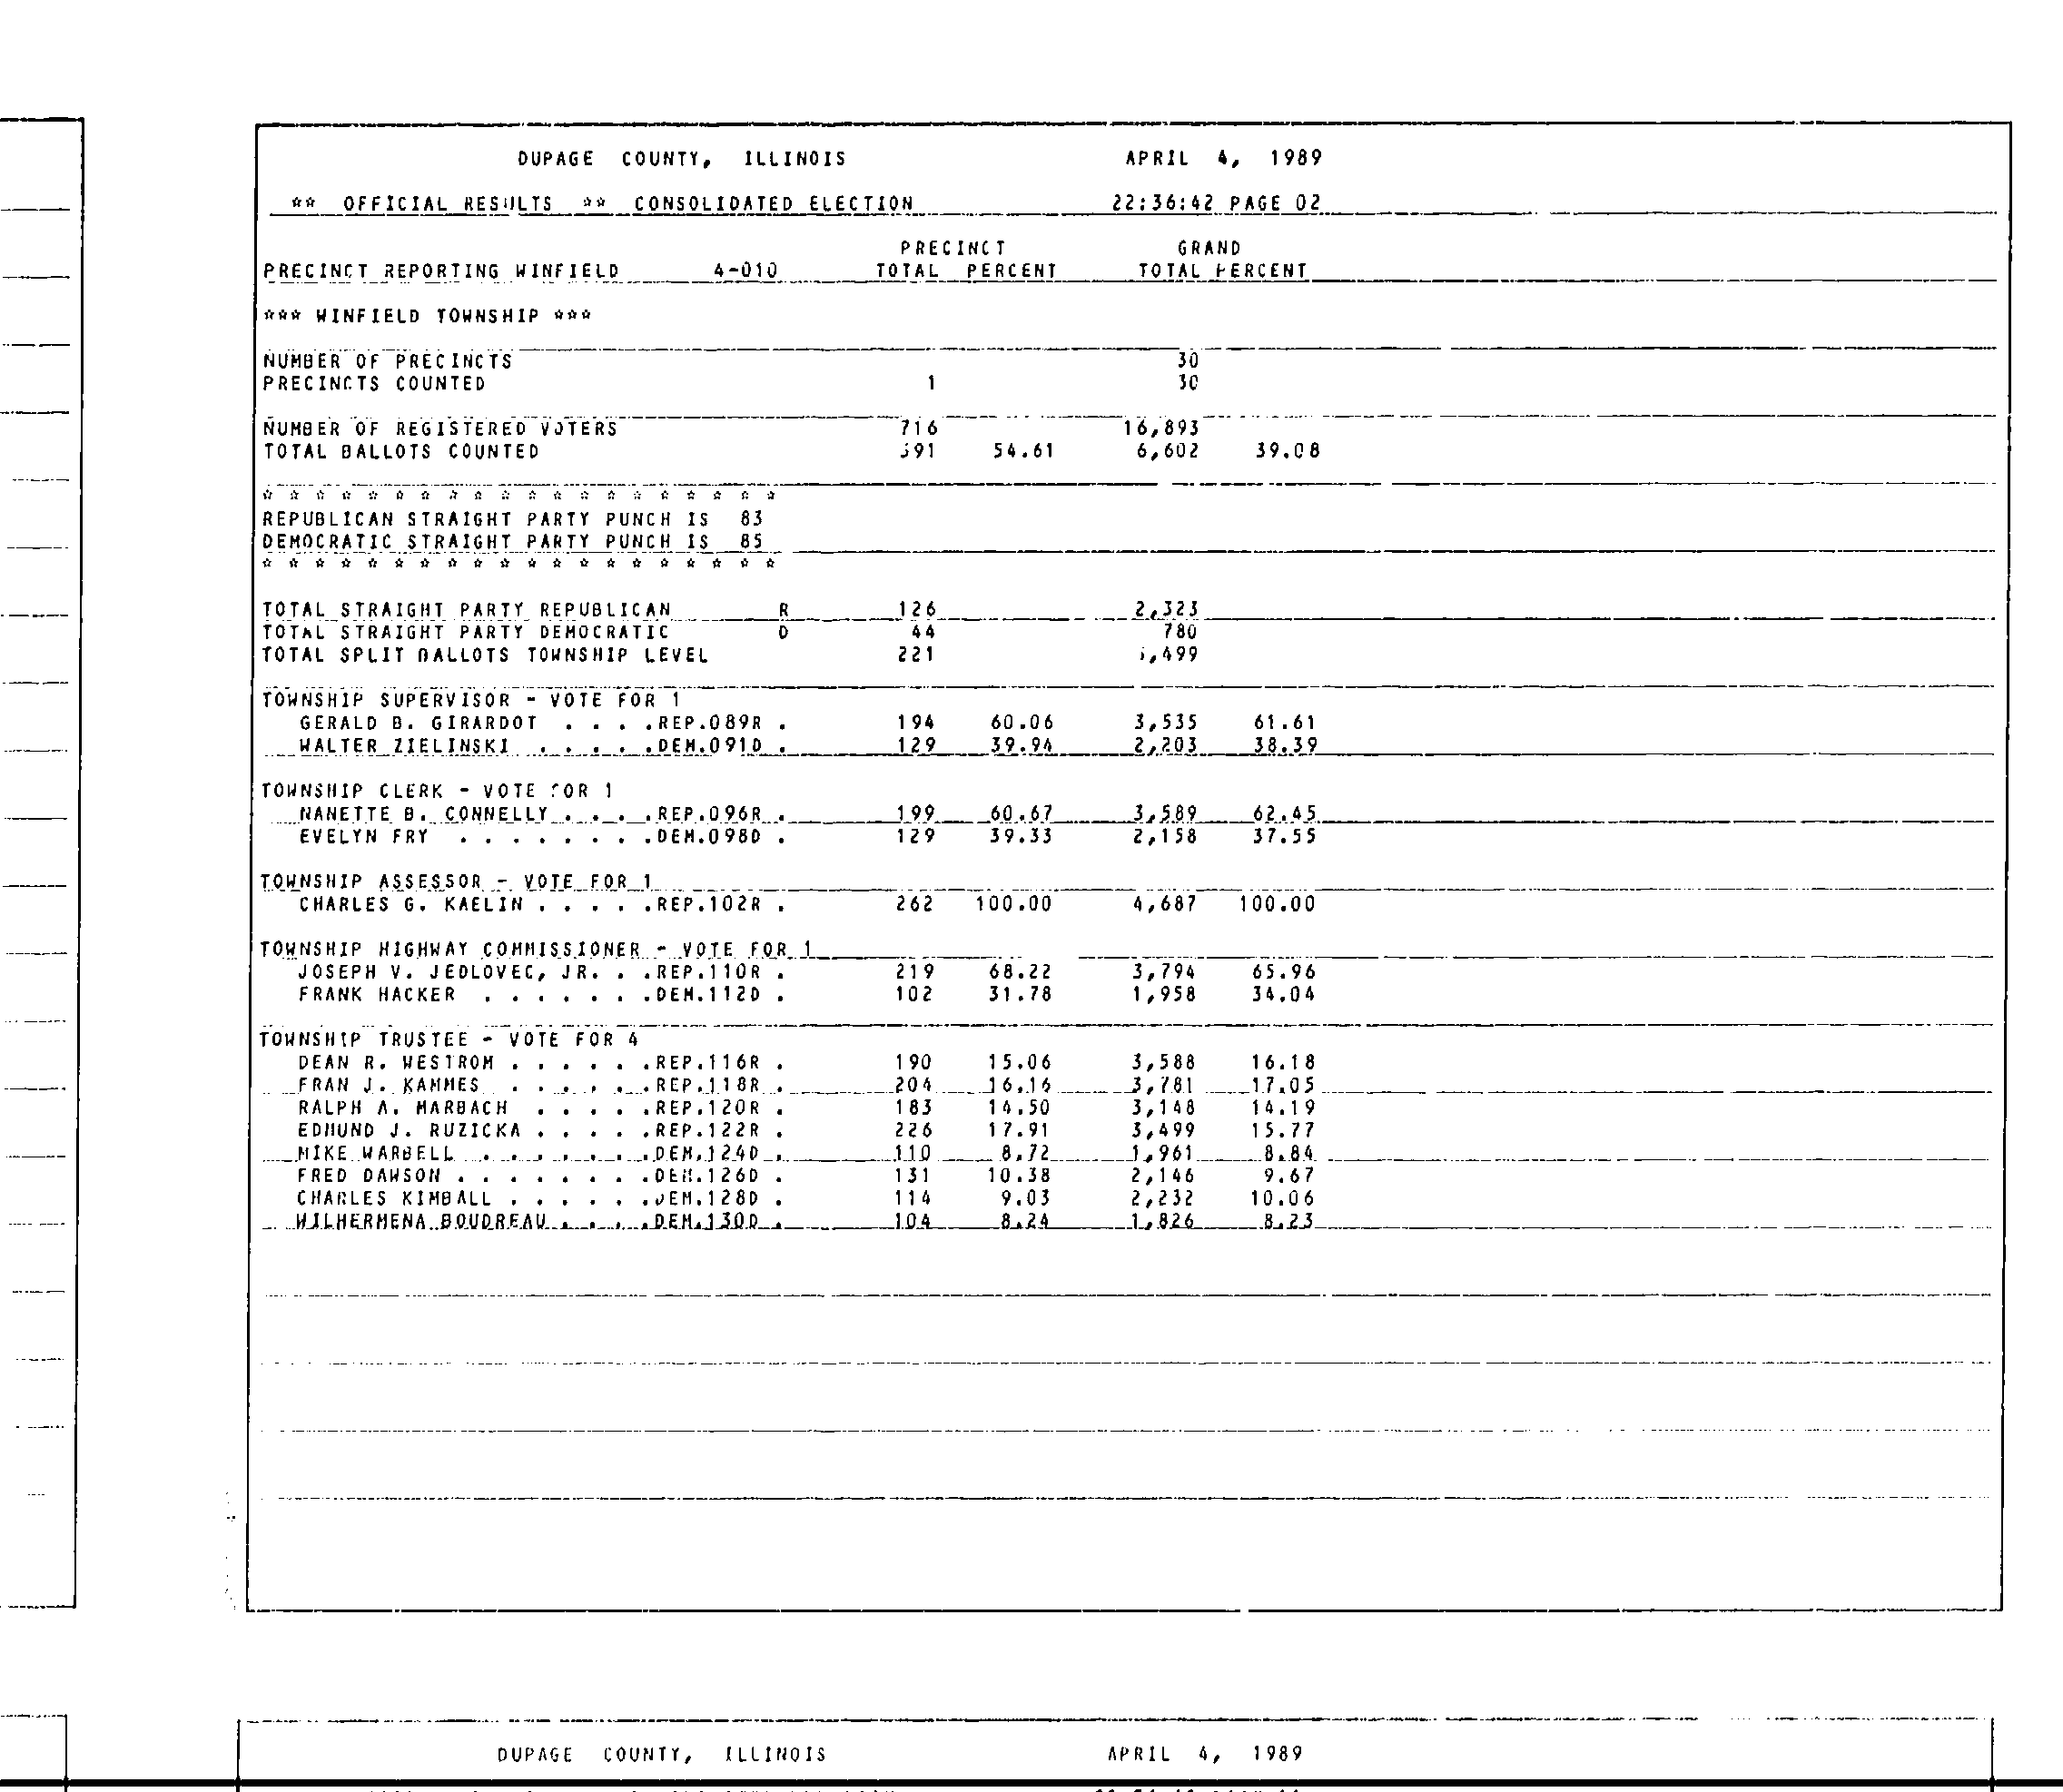 DUPAGE COUNTY, ILLINOIS APRIL 4, 1989
** OFFICIAL RESULTS ** CONSOLIDATED ELECTION 22:36:42 PAGE 02
PRECINCT GRAND
PRECINCT REPORTING WINFIELD 4-010 TOTAL PERCENT TOTAL PERCENT
*** WINFIELD TOWNSHIP ***
NUMBER OF PRECINCTS 30
PRECINCTS COUNTED 1 30
NUMBER OF REGISTERED VOTERS 716 16,893
TOTAL BALLOTS COUNTED 391 54.61 6,602 39.08
* * * * * * * * * * * * * * * * * * * *
REPUBLICAN STRAIGHT PARTY PUNCH IS 83
DEMOCRATIC STRAIGHT PARTY PUNCH IS 85
* * * * * * * * * * * * * * * * * * * *
TOTAL STRAIGHT PARTY REPUBLICAN R 126 2,323
TOTAL STRAIGHT PARTY DEMOCRATIC D 44 780
TOTAL SPLIT BALLOTS TOWNSHIP LEVEL 221 3,499
TOWNSHIP SUPERVISOR - VOTE FOR 1
GERALD B. GIRARDOT . . . .REP.089R . 194 60.06 3,535 61.61
WALTER ZIELINSKI . . . . .DEM.091D . 129 39.94 2,203 38.39
TOWNSHIP CLERK - VOTE FOR 1
NANETTE B. CONNELLY . . . .REP.096R . 199 60.67 3,589 62.45
EVELYN FRY . . . . . . . .DEM.098D . 129 39.33 2,158 37.55
TOWNSHIP ASSESSOR - VOTE FOR 1
CHARLES G. KAELIN . . . . .REP.102R . 262 100.00 4,687 100.00
TOWNSHIP HIGHWAY COMMISSIONER - VOTE FOR 1
JOSEPH V. JEDLOVEC, JR. . .REP.110R . 219 68.22 3,794 65.96
FRANK HACKER . . . . . . .DEM.112D . 102 31.78 1,958 34.04
TOWNSHIP TRUSTEE - VOTE FOR 4
DEAN R. WESTROM . . . . . .REP.116R . 190 15.06 3,588 16.18
FRAN J. KAMMES . . . . . .REP.118R . 204 16.16 3,781 17.05
RALPH A. MARBACH . . . . .REP.120R . 183 14.50 3,148 14.19
EDMUND J. RUZICKA . . . . .REP.122R . 226 17.91 3,499 15.77
MIKE WARBELL . . . . . . .DEM.124D . 110 8.72 1,961 8.84
FRED DAWSON . . . . . . . .DEM.126D . 131 10.38 2,146 9.67
CHARLES KIMBALL . . . . . .DEM.128D . 114 9.03 2,232 10.06
WILHERMENA BOUDREAU . . . .DEM.130D . 104 8.24 1,826 8.23
DUPAGE COUNTY, ILLINOIS APRIL 4, 1989